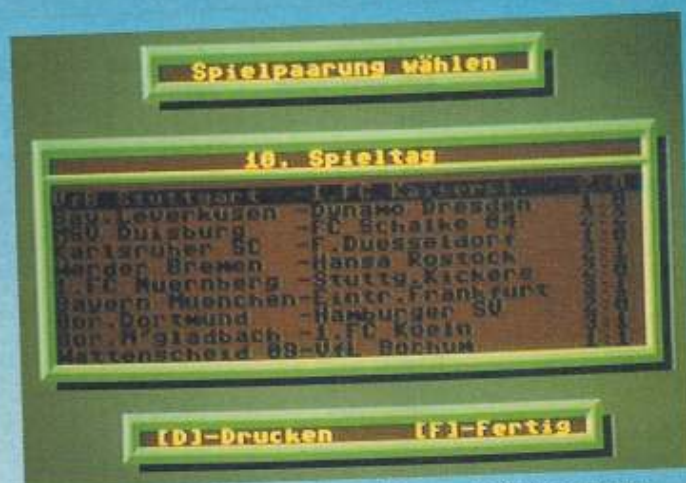 Spielpaarung wählen
10. Spieltag
VfB Stuttgart -1.FC Kaisersl.
Bay.Leverkusen -Dynamo Dresden
MSV Duisburg -FC Schalke 04
Karlsruher SC -F.Duesseldorf
Werder Bremen -Hansa Rostock
1.FC Nuernberg -Stuttg.Kickers
Bayern Muenchen-Eintr.Frankfurt
Bor.Dortmund -Hamburger SV
Bor.M'gladbach -1.FC Koeln
Wattenscheid 09-VfL Bochum
[D]-Drucken [F]-Fertig